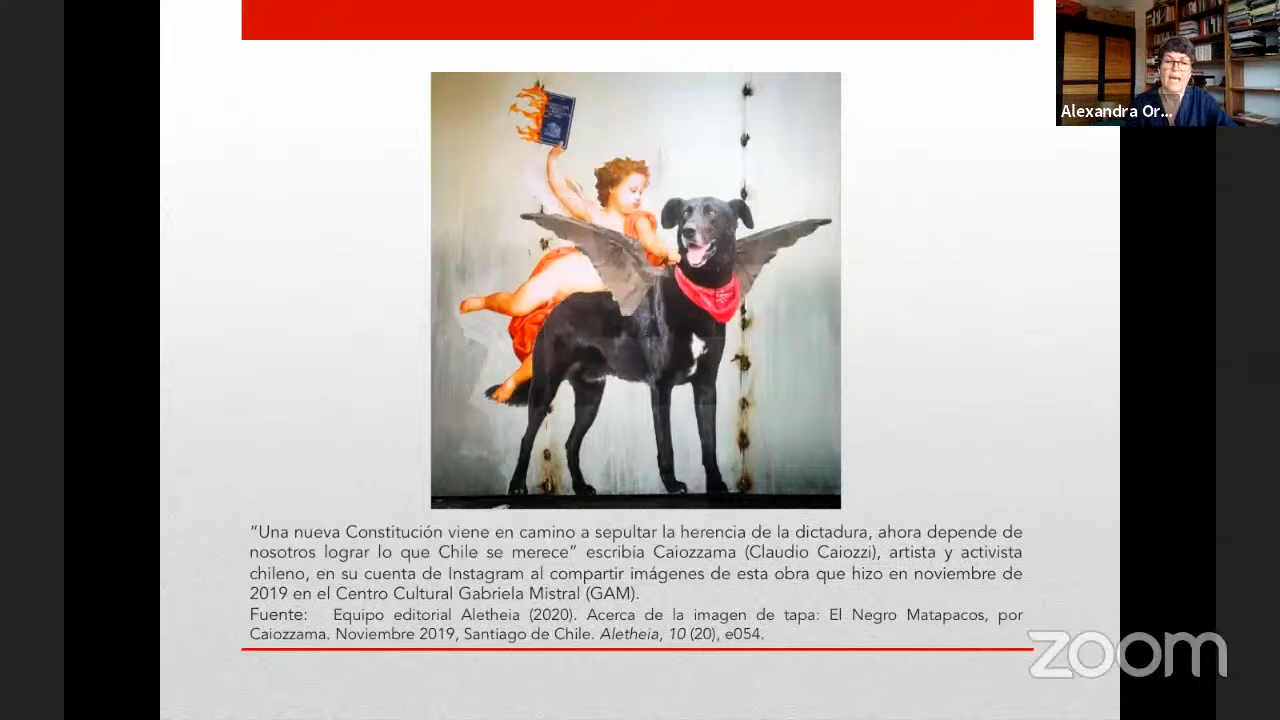 Alexandra Or...
“Una nueva Constitución viene en camino a sepultar la herencia de la dictadura, ahora depende de
nosotros lograr lo que Chile se merece” escribía Caiozzama (Claudio Caiozzi), artista y activista
chileno, en su cuenta de Instagram al compartir imágenes de esta obra que hizo en noviembre de
2019 en el Centro Cultural Gabriela Mistral (GAM).
Fuente: Equipo editorial Aletheia (2020). Acerca de la imagen de tapa: El Negro Matapacos, por
Caiozzama. Noviembre 2019, Santiago de Chile. Aletheia, 10 (20), e054.
zoom